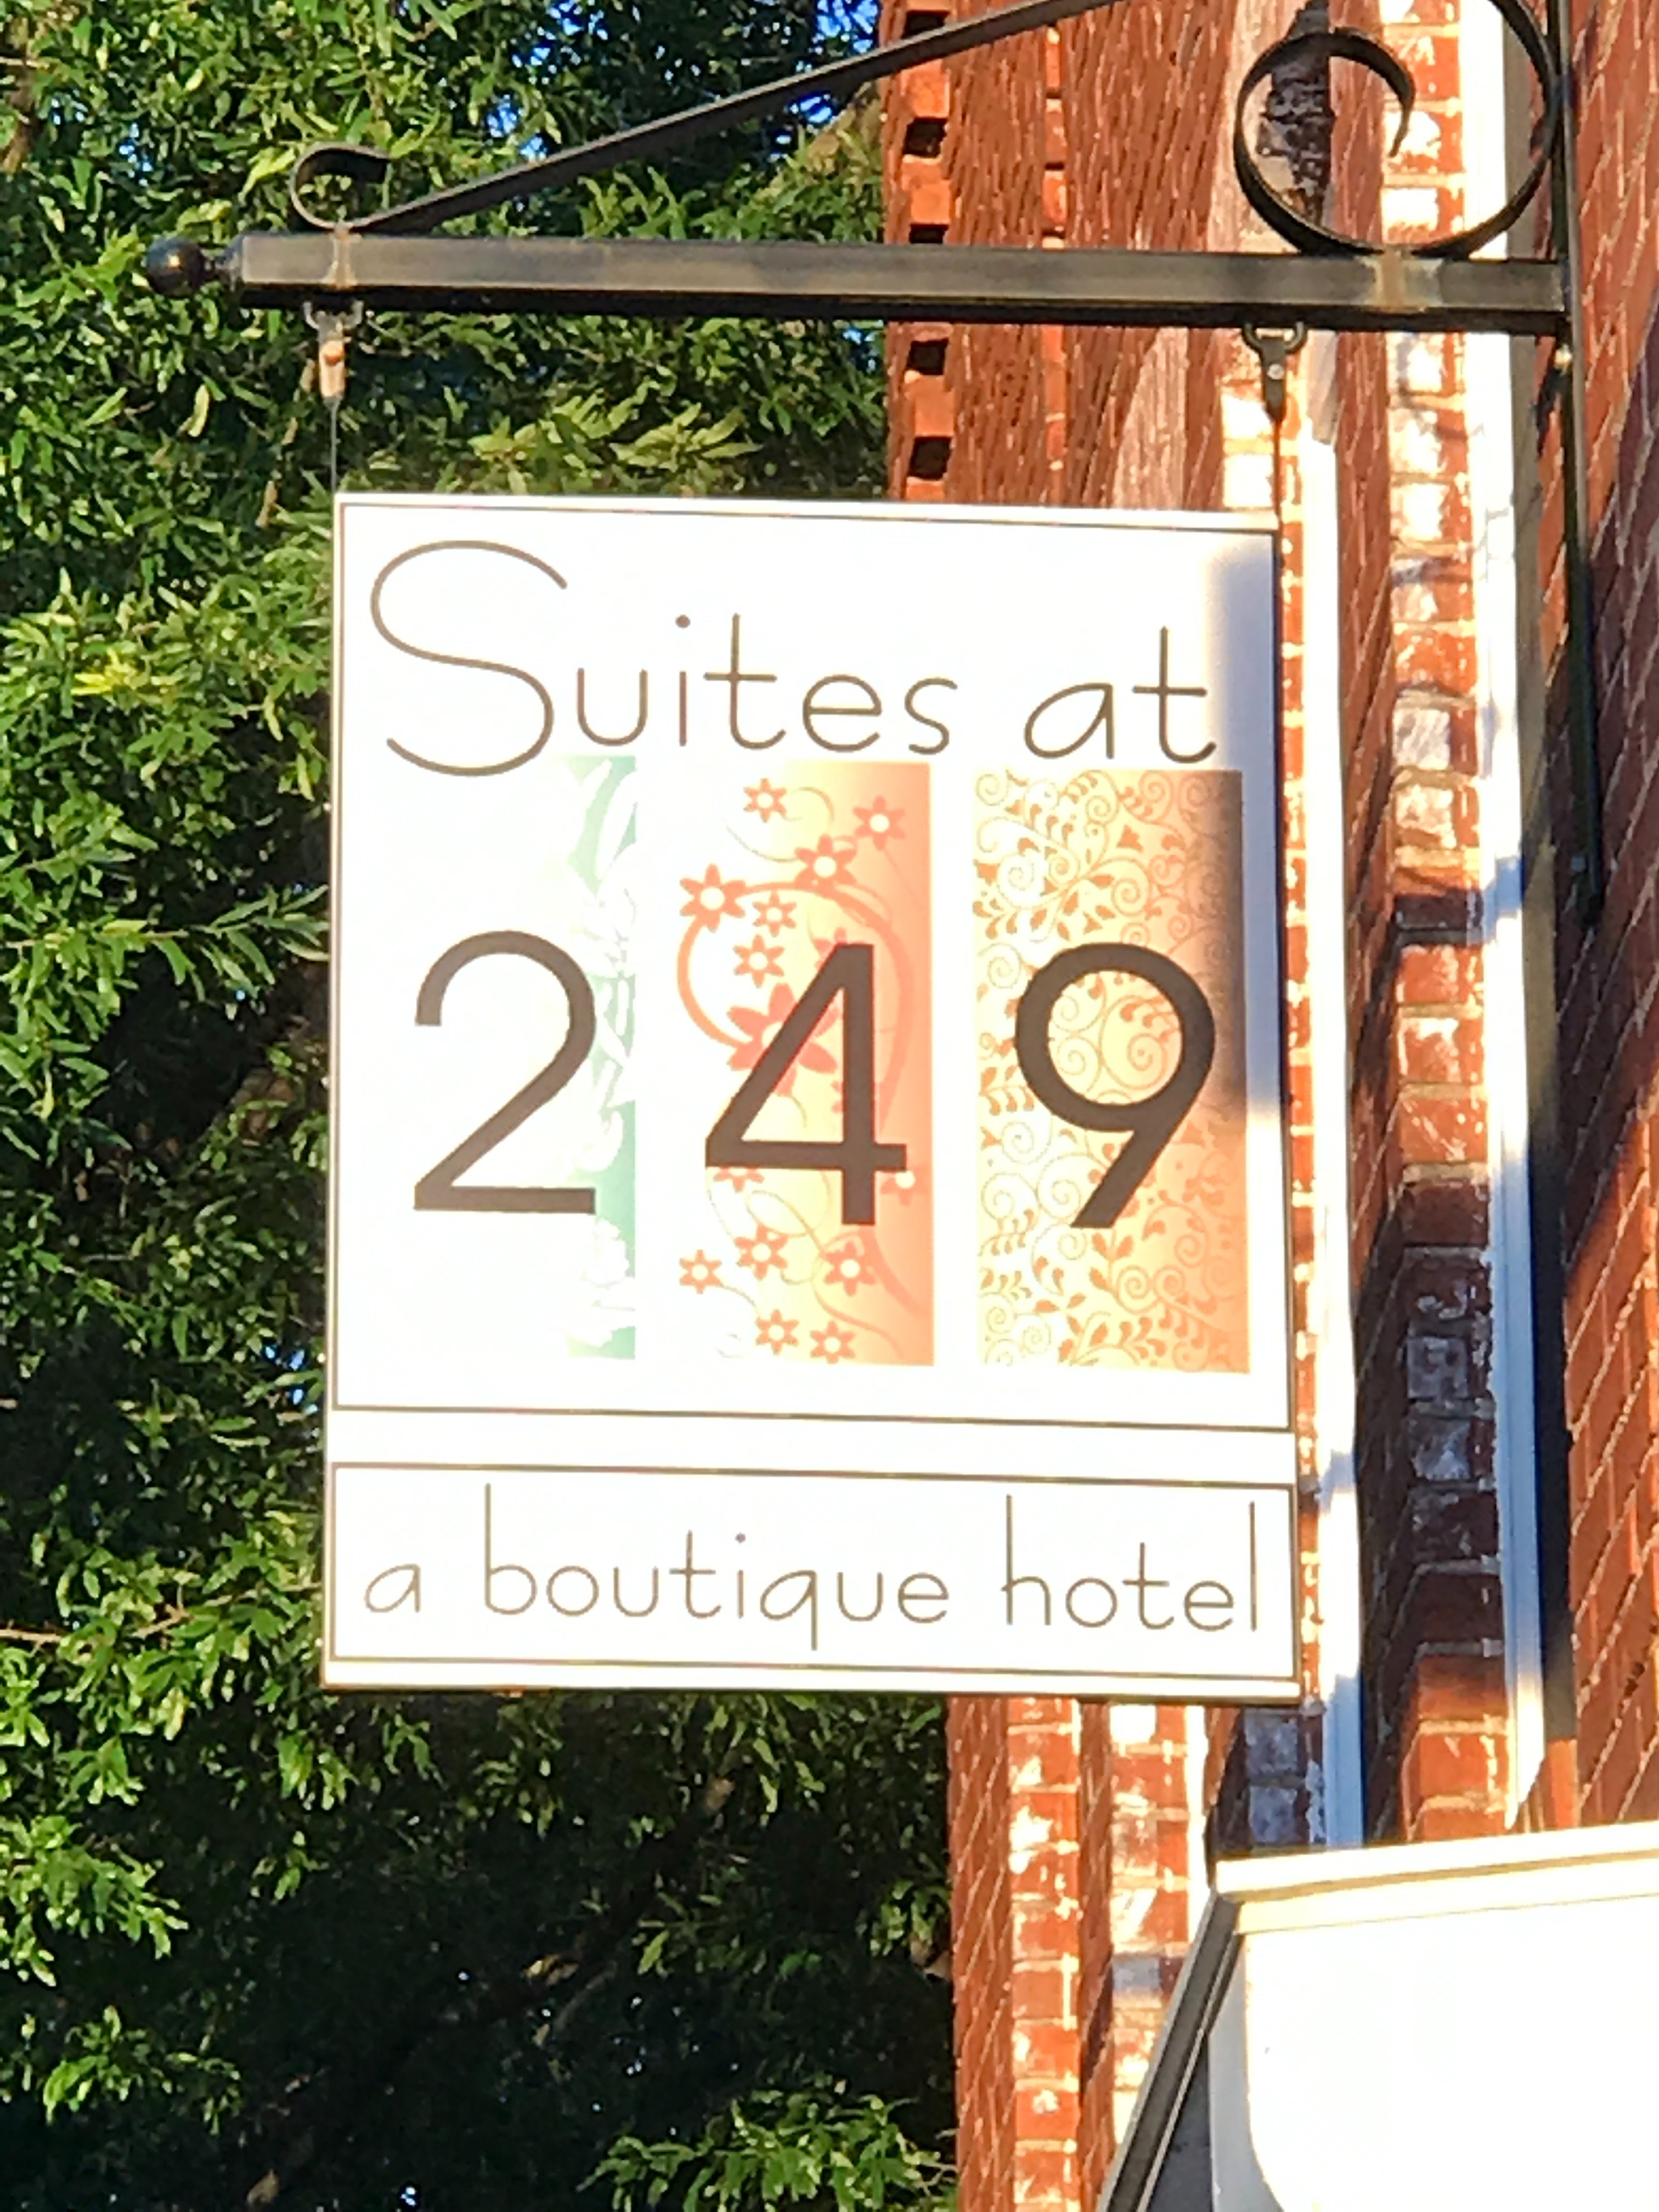 Suites at
249
a boutique hotel